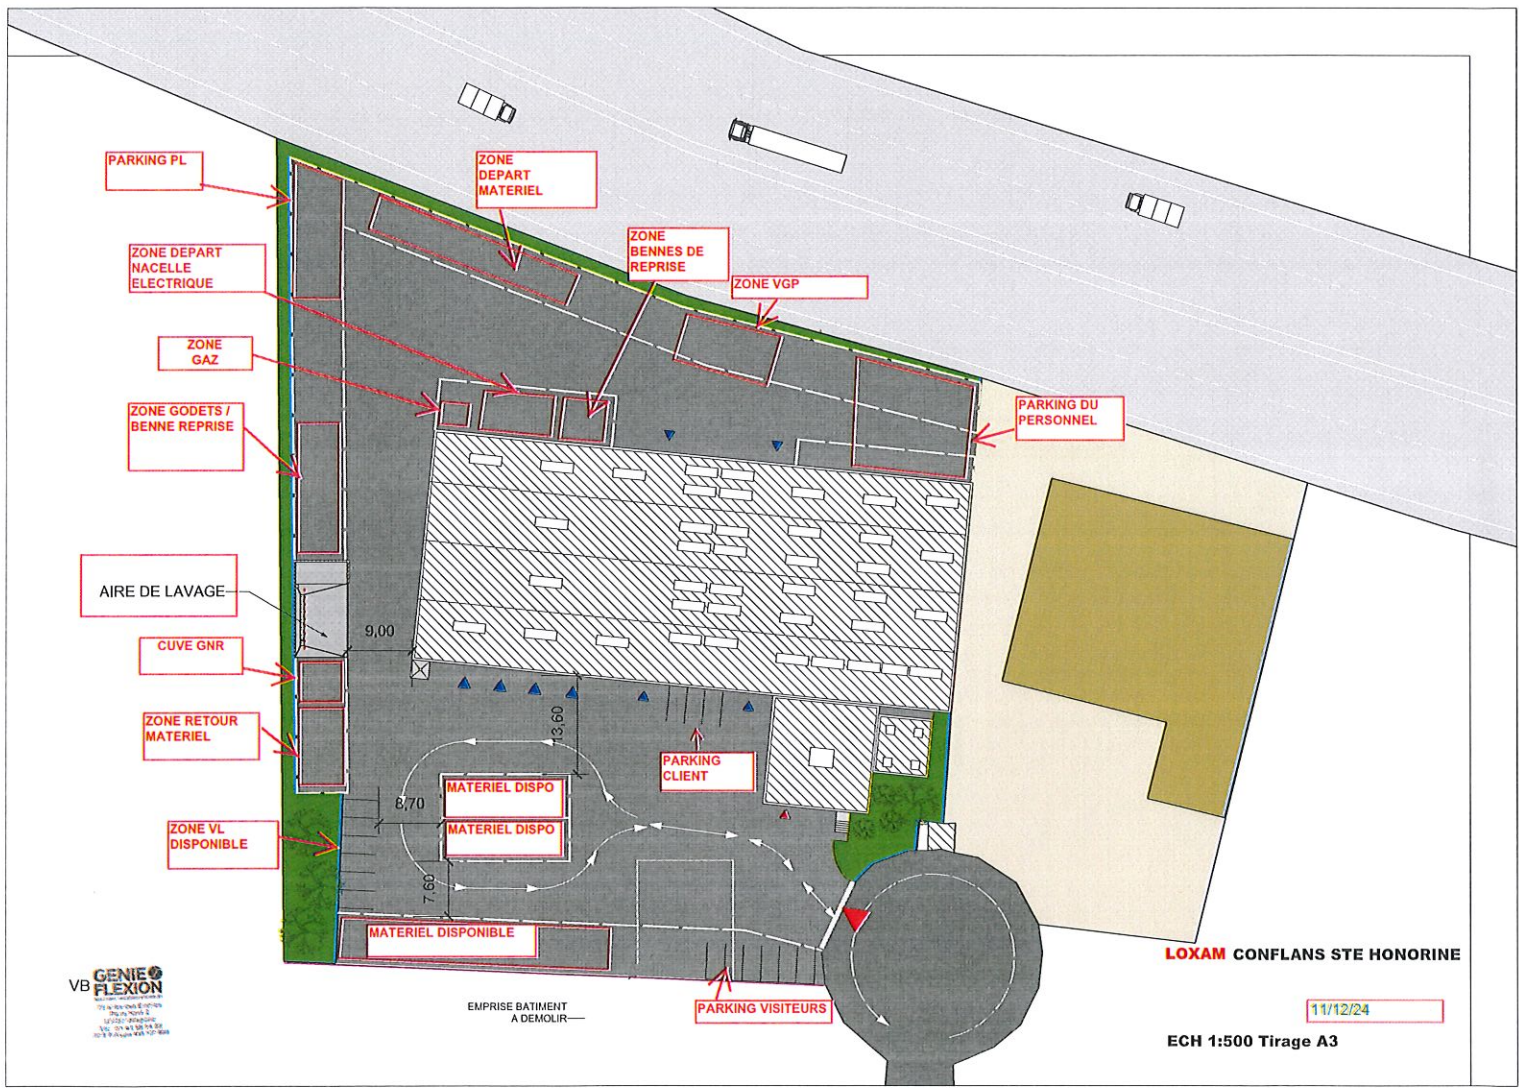 PARKING PL
ZONE
DEPART
MATERIEL
ZONE DEPART
NACELLE
ELECTRIQUE
ZONE
BENNES DE
REPRISE
ZONE VGP
ZONE
GAZ
ZONE GODETS /
BENNE REPRISE
PARKING DU
PERSONNEL
AIRE DE LAVAGE
9,00
CUVE GNR
ZONE RETOUR
MATERIEL
13,60
PARKING
CLIENT
MATERIEL DISPO
8,70
MATERIEL DISPO
ZONE VL
DISPONIBLE
7,60
MATERIEL DISPONIBLE
LOXAM CONFLANS STE HONORINE
VB GENIE
FLEXION
EMPRISE BATIMENT
A DEMOLIR
PARKING VISITEURS
11/12/24
ECH 1:500 Tirage A3